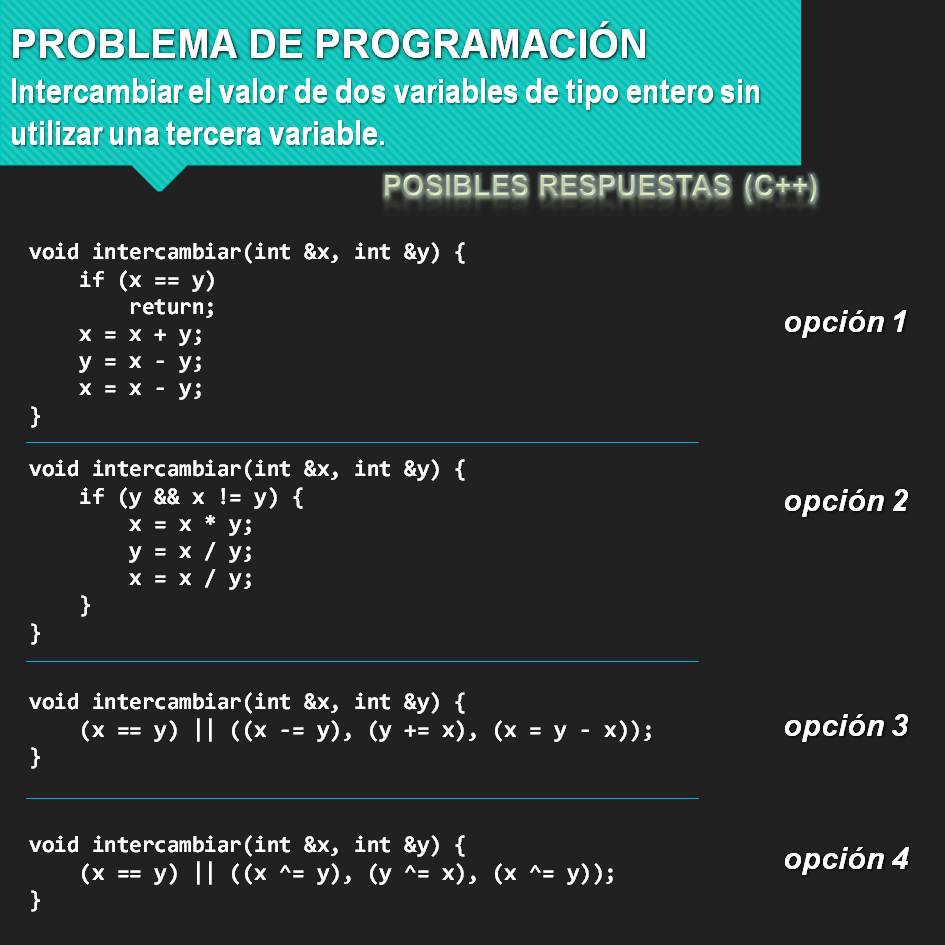 PROBLEMA DE PROGRAMACIÓN
Intercambiar el valor de dos variables de tipo entero sin
utilizar una tercera variable.
POSIBLES RESPUESTAS (C++)
void intercambiar(int &x, int &y) {
    if (x == y)
        return;
    x = x + y;
    y = x - y;
    x = x - y;
}
opción 1
void intercambiar(int &x, int &y) {
    if (y && x != y) {
        x = x * y;
        y = x / y;
        x = x / y;
    }
}
opción 2
void intercambiar(int &x, int &y) {
    (x == y) || ((x -= y), (y += x), (x = y - x));
}
opción 3
void intercambiar(int &x, int &y) {
    (x == y) || ((x ^= y), (y ^= x), (x ^= y));
}
opción 4